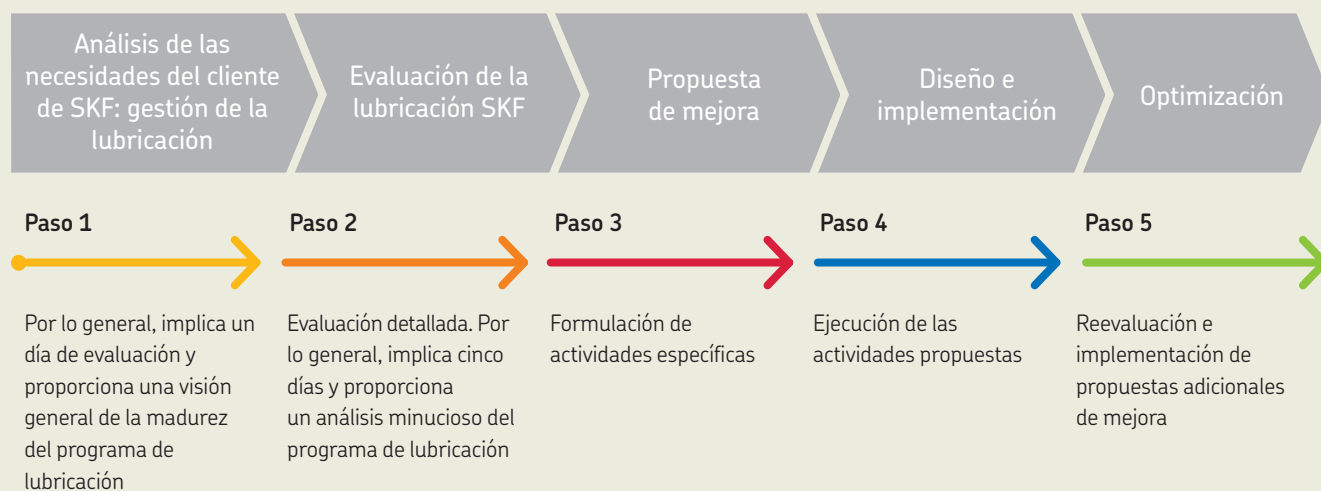 Análisis de las
necesidades del cliente
de SKF: gestión de la
lubricación
Evaluación de la
lubricación SKF
Propuesta
de mejora
Diseño e
implementación
Optimización
Paso 1
Por lo general, implica un
día de evaluación y
proporciona una visión
general de la madurez
del programa de
lubricación
Paso 2
Evaluación detallada. Por
lo general, implica cinco
días y proporciona
un análisis minucioso del
programa de lubricación
Paso 3
Formulación de
actividades específicas
Paso 4
Ejecución de las
actividades propuestas
Paso 5
Reevaluación e
implementación de
propuestas adicionales
de mejora